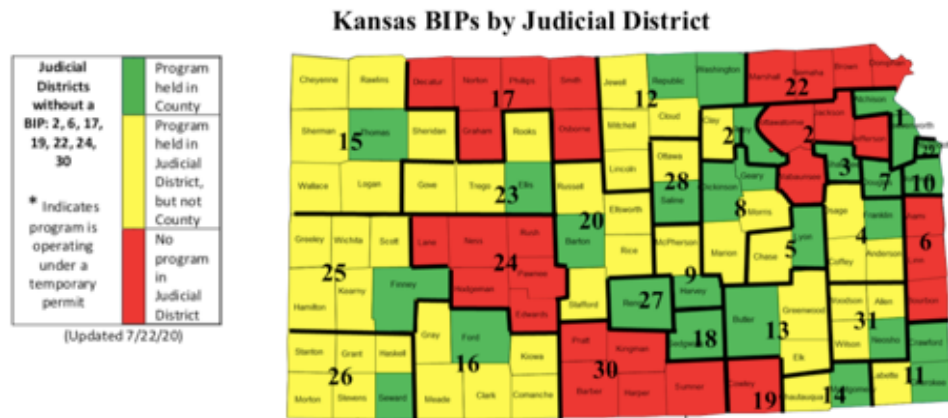 Kansas BIPs by Judicial District
Judicial
Districts
without a
BIP: 2, 6, 17,
19, 22, 24,
30
* Indicates
program is
operating
under a
temporary
permit
Program
held in
County
Program
held in
Judicial
District,
but not
County
No
program
in
Judicial
District
(Updated 7/22/20)
Cheyenne Rawlins Decatur Norton Phillips Smith Jewell Republic Washington Marshall Nemaha Brown Doniphan
17 12 22
Sherman Thomas Sheridan Graham Rooks Osborne Mitchell Cloud Clay Jackson Atchison
15 21 2 1
Wallace Logan Gove Trego Ellis Russell Lincoln Ottawa Saline Dickinson Geary Wabaunsee Jefferson Douglas
23 20 28 8 3 7 10
Greeley Wichita Scott Lane Ness Rush Barton Ellsworth Rice McPherson Marion Morris Chase Lyon Osage Franklin
25 24 9 5 4 6
Hamilton Kearny Finney Hodgeman Pawnee Edwards Stafford Reno Harvey Coffey Anderson Linn
27
Stanton Grant Haskell Gray Ford Kiowa Pratt Kingman Sedgwick Butler Greenwood Woodson Allen Bourbon
16 30 18 13 31
26
Morton Stevens Seward Meade Clark Comanche Barber Harper Sumner Cowley Elk Wilson Neosho Crawford
19 14 11
Chautauqua Montgomery Labette Cherokee